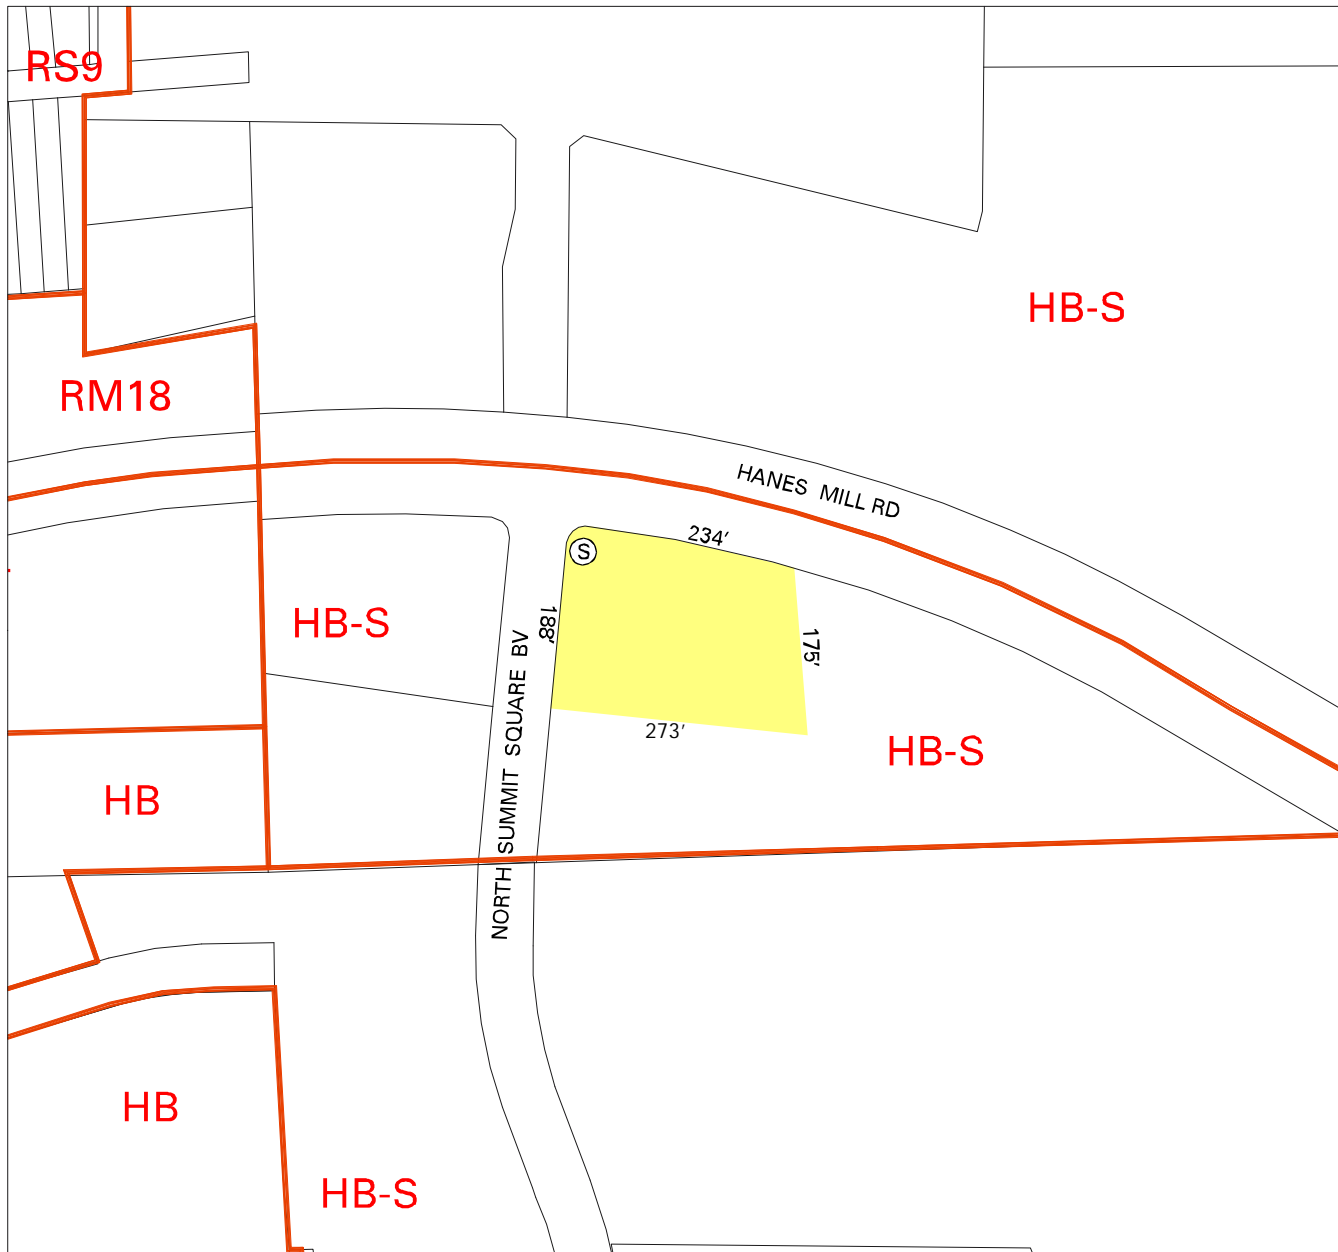 RS9
HB-S
RM18
HANES MILL RD
234'
S
188'
HB-S
175'
NORTH SUMMIT SQUARE BV
273'
HB-S
HB
HB
HB-S